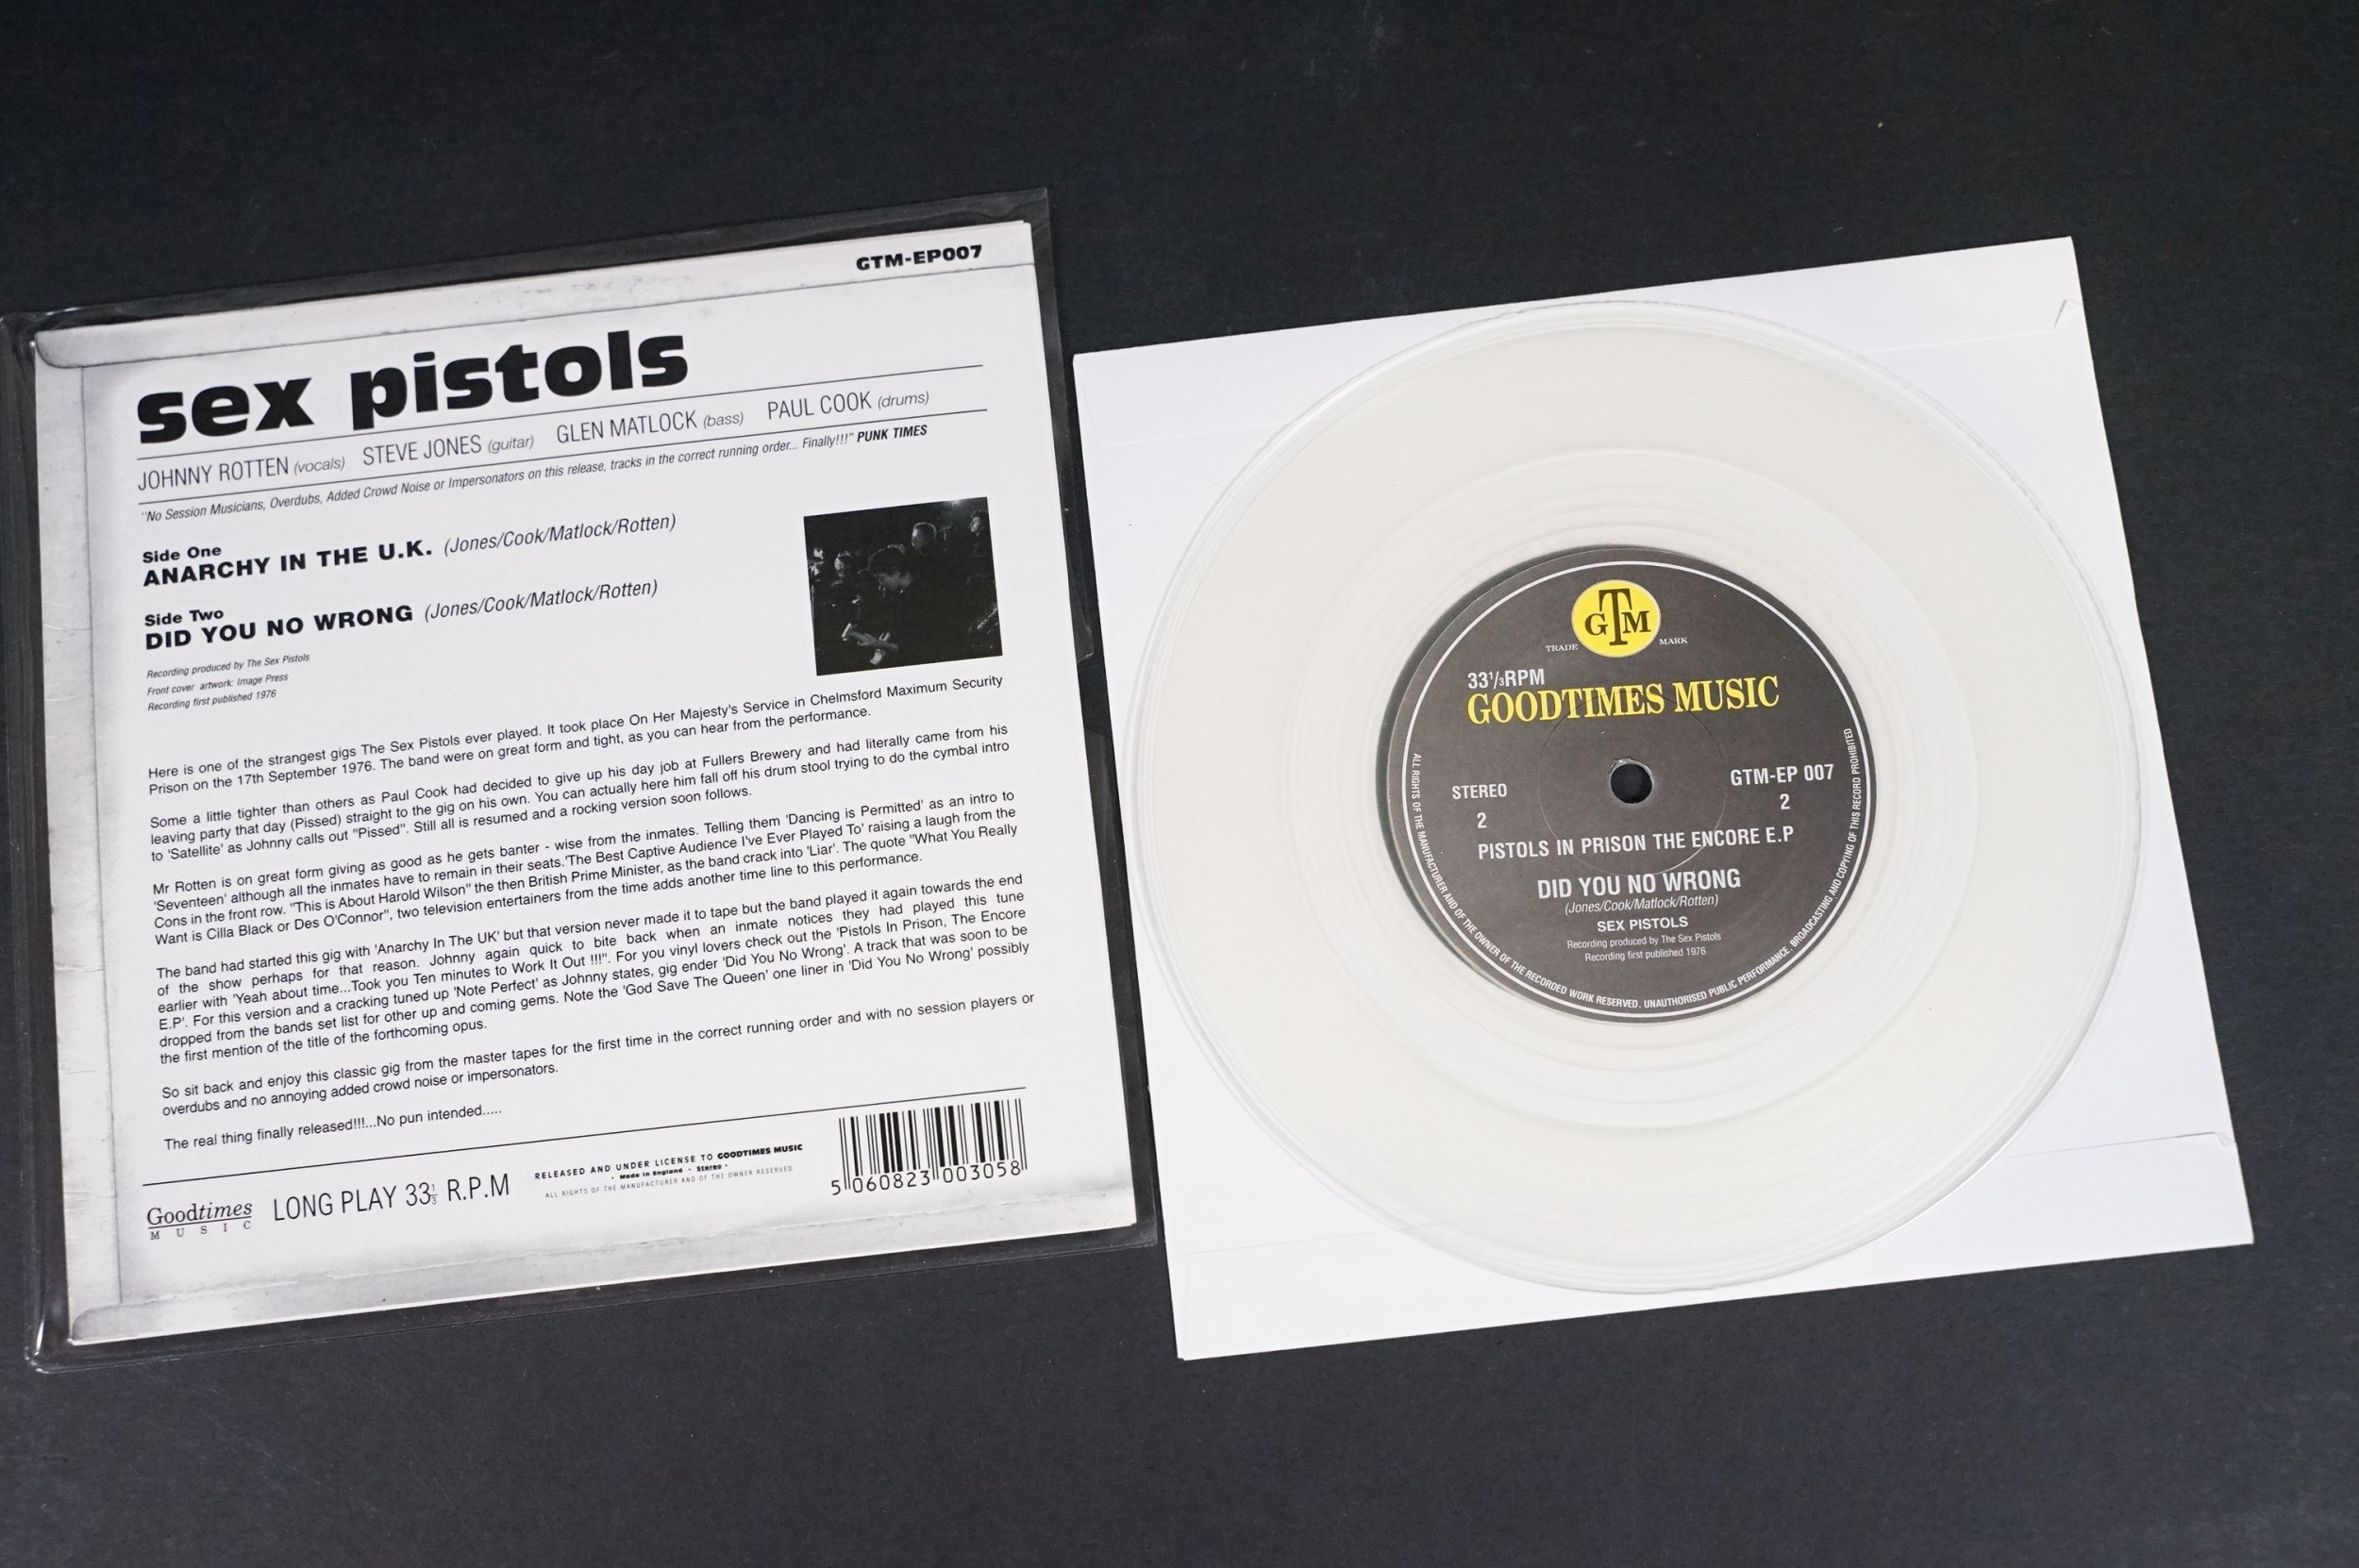 GTM-EP007
sex pistols
JOHNNY ROTTEN (vocals) STEVE JONES (guitar) GLEN MATLOCK (bass) PAUL COOK (drums)
"No Session Musicians, Overdubs, Added Crowd Noise or Impersonators on this release, tracks in the correct running order... Finally!!!" PUNK TIMES
Side One
ANARCHY IN THE U.K. (Jones/Cook/Matlock/Rotten)
Side Two
DID YOU NO WRONG (Jones/Cook/Matlock/Rotten)
Recording produced by The Sex Pistols
Front cover artwork: Image Press
Recording first published 1976
Here is one of the strangest gigs The Sex Pistols ever played. It took place On Her Majesty's Service in Chelmsford Maximum Security
Prison on the 17th September 1976. The band were on great form and tight, as you can hear from the performance.
Some a little tighter than others as Paul Cook had decided to give up his day job at Fullers Brewery and had literally came from his
leaving party that day (Pissed) straight to the gig on his own. You can actually here him fall off his drum stool trying to do the cymbal intro
to 'Satellite' as Johnny calls out "Pissed". Still all is resumed and a rocking version soon follows.
Mr Rotten is on great form giving as good as he gets banter - wise from the inmates. Telling them 'Dancing is Permitted' as an intro to
'Seventeen' although all the inmates have to remain in their seats.'The Best Captive Audience I've Ever Played To' raising a laugh from the
Cons in the front row. "This is About Harold Wilson" the then British Prime Minister, as the band crack into 'Liar'. The quote "What You Really
Want is Cilla Black or Des O'Connor", two television entertainers from the time adds another time line to this performance.
The band had started this gig with 'Anarchy In The UK' but that version never made it to tape but the band played it again towards the end
of the show perhaps for that reason. Johnny again quick to bite back when an inmate notices they had played this tune
earlier with 'Yeah about time...Took you Ten minutes to Work It Out !!!". For you vinyl lovers check out the 'Pistols In Prison, The Encore
E.P'. For this version and a cracking tuned up 'Note Perfect' as Johnny states, gig ender 'Did You No Wrong'. A track that was soon to be
dropped from the bands set list for other up and coming gems. Note the 'God Save The Queen' one liner in 'Did You No Wrong' possibly
the first mention of the title of the forthcoming opus.
So sit back and enjoy this classic gig from the master tapes for the first time in the correct running order and with no session players or
overdubs and no annoying added crowd noise or impersonators.
The real thing finally released!!!...No pun intended.....
Goodtimes
MUSIC
LONG PLAY 33⅓ R.P.M
RELEASED AND UNDER LICENSE TO GOODTIMES MUSIC
• Made in England • Stereo •
ALL RIGHTS OF THE MANUFACTURER AND OF THE OWNER RESERVED
5 060823 003058
GTM
TRADE MARK
33⅓RPM
GOODTIMES MUSIC
STEREO
2
GTM-EP 007
2
PISTOLS IN PRISON THE ENCORE E.P
DID YOU NO WRONG
(Jones/Cook/Matlock/Rotten)
SEX PISTOLS
Recording produced by The Sex Pistols
Recording first published 1976
ALL RIGHTS OF THE MANUFACTURER AND OF THE OWNER OF THE RECORDED WORK RESERVED. UNAUTHORISED PUBLIC PERFORMANCE, BROADCASTING AND COPYING OF THIS RECORD PROHIBITED